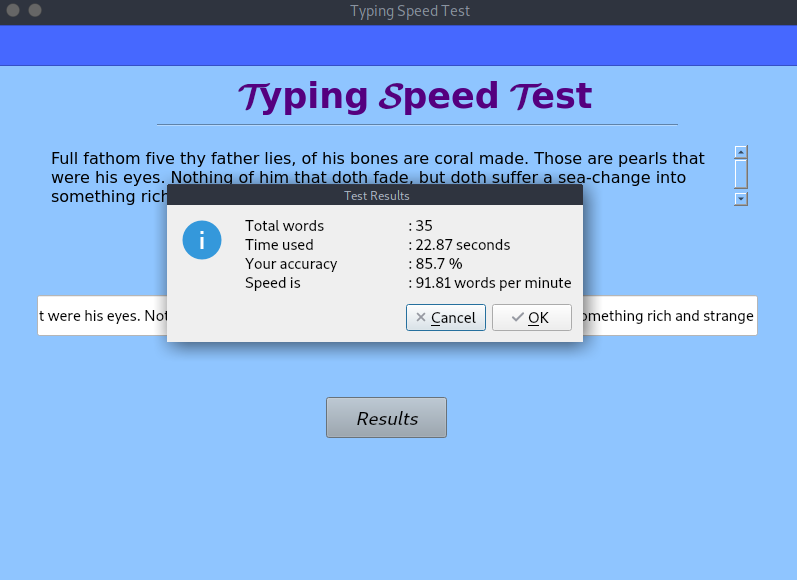 Typing Speed Test
Typing Speed Test
Full fathom five thy father lies, of his bones are coral made. Those are pearls that
were his eyes. Nothing of him that doth fade, but doth suffer a sea-change into
something rich
Test Results
i
Total words : 35
Time used : 22.87 seconds
Your accuracy : 85.7 %
Speed is : 91.81 words per minute
Cancel OK
t were his eyes. Not omething rich and strange
Results